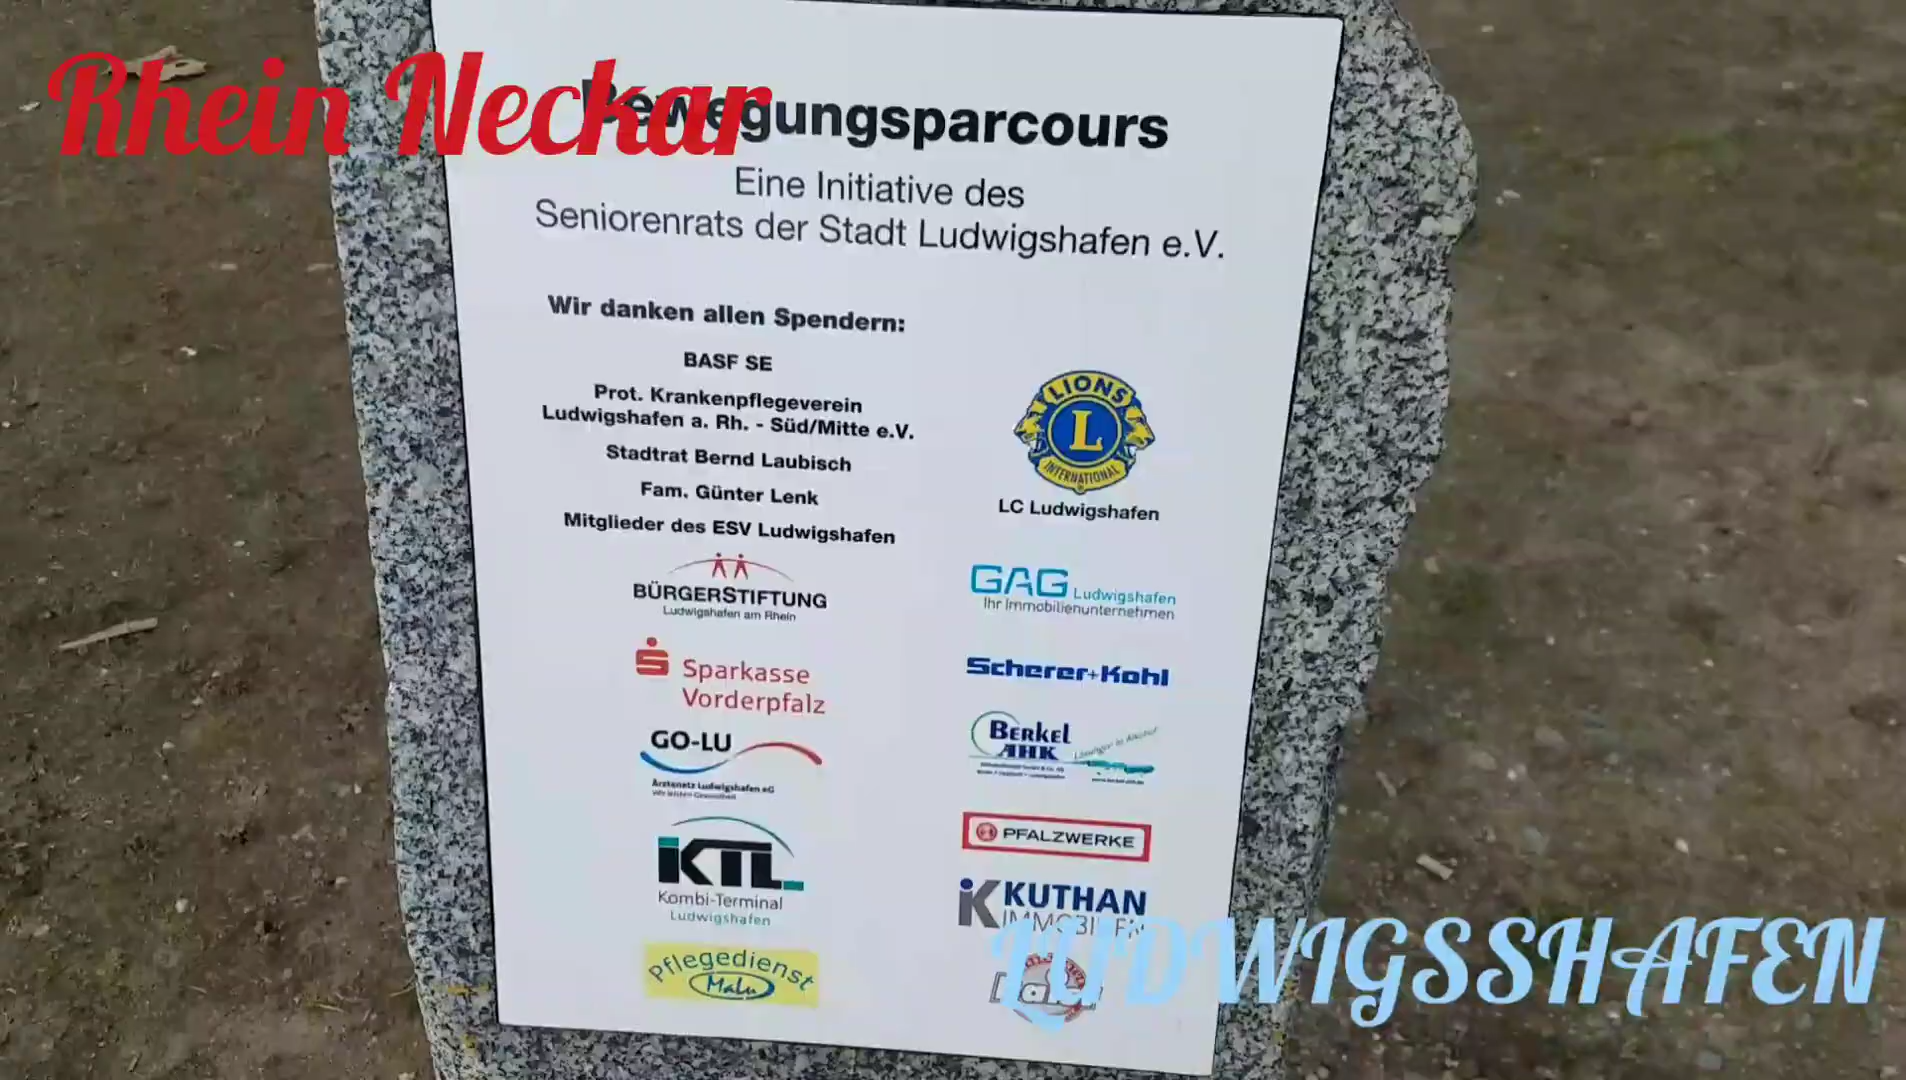 Rhein Neckar
Bewegungsparcours
Eine Initiative des
Seniorenrats der Stadt Ludwigshafen e.V.
Wir danken allen Spendern:
BASF SE
Prot. Krankenpflegeverein
Ludwigshafen a. Rh. - Süd/Mitte e.V.
Stadtrat Bernd Laubisch
Fam. Günter Lenk
Mitglieder des ESV Ludwigshafen
BÜRGERSTIFTUNG
Ludwigshafen am Rhein
Sparkasse
Vorderpfalz
GO-LU
Ärztenetz Ludwigshafen eG
KTL
Kombi-Terminal
Ludwigshafen
Pflegedienst
Malu
LIONS
L
INTERNATIONAL
LC Ludwigshafen
GAG Ludwigshafen
Ihr Immobilienunternehmen
Scherer+Kohl
BERKEL
AHK
PFALZWERKE
KUTHAN
IMMOBILIEN
LUDWIGSSHAFEN